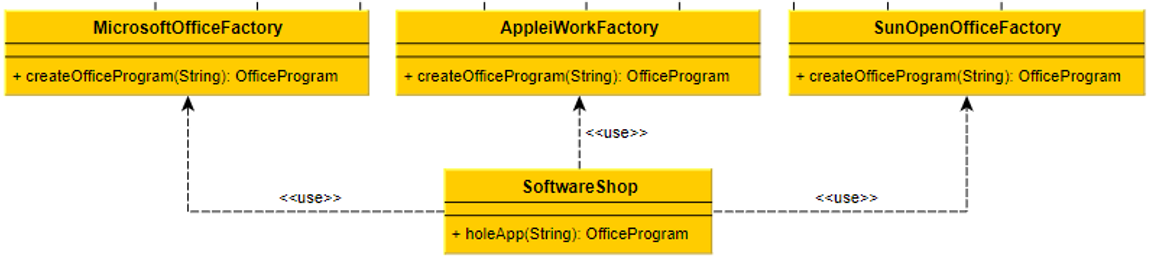 MicrosoftOfficeFactory
+ createOfficeProgram(String): OfficeProgram
AppleiWorkFactory
+ createOfficeProgram(String): OfficeProgram
SunOpenOfficeFactory
+ createOfficeProgram(String): OfficeProgram
<<use>>
<<use>>
<<use>>
SoftwareShop
+ holeApp(String): OfficeProgram